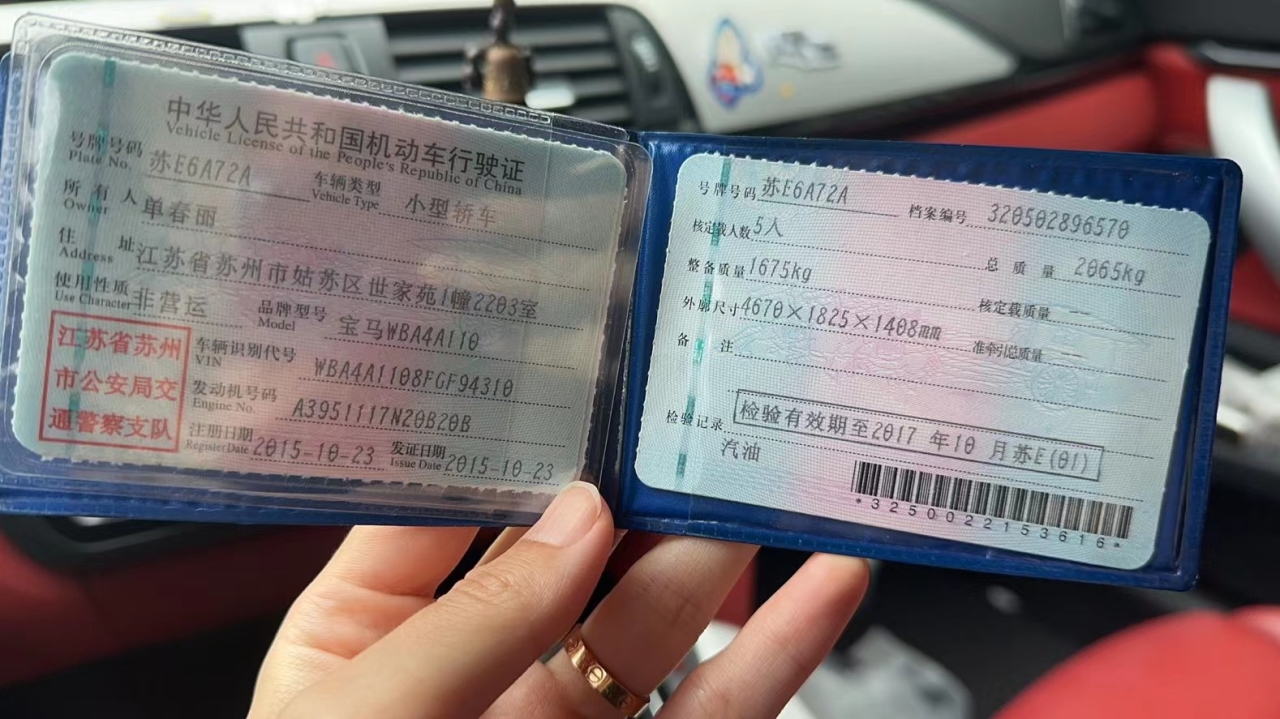 中华人民共和国机动车行驶证
Vehicle License of the People's Republic of China
号牌号码 苏E6A72A 车辆类型 小型轿车
Plate No. Vehicle Type
所有人 单春丽
Owner
住址 江苏省苏州市姑苏区世家苑1幢2203室
Address
使用性质 非营运 品牌型号 宝马WBA4A110
Use Character Model
江苏省苏州
市公安局交
通警察支队
车辆识别代号 WBA4A1108FGF94310
VIN
发动机号码 A3951117N20B20B
Engine No.
注册日期 2015-10-23 发证日期 2015-10-23
Register Date Issue Date
号牌号码 苏E6A72A 档案编号 320502896570
核定载人数 5人 总质量 2065kg
整备质量 1675kg 核定载质量 --
外廓尺寸 4670×1825×1408mm 准牵引总质量 --
备注
检验记录 检验有效期至2017年10月苏E(01)
汽油
*3250022153616*